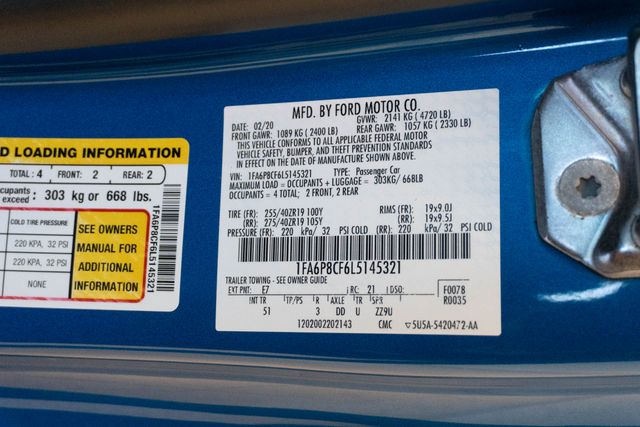 D LOADING INFORMATION
TOTAL: 4 FRONT: 2 REAR: 2
cupants
exceed : 303 kg or 668 lbs.
COLD TIRE PRESSURE
220 KPA, 32 PSI
220 KPA, 32 PSI
NONE
SEE OWNERS
MANUAL FOR
ADDITIONAL
INFORMATION
1FA6P8CF6L5145321
MFD. BY FORD MOTOR CO.
DATE: 02/20 GVWR: 2141 KG ( 4720 LB)
FRONT GAWR: 1089 KG ( 2400 LB) REAR GAWR: 1057 KG ( 2330 LB)
THIS VEHICLE CONFORMS TO ALL APPLICABLE FEDERAL MOTOR
VEHICLE SAFETY, BUMPER, AND THEFT PREVENTION STANDARDS
IN EFFECT ON THE DATE OF MANUFACTURE SHOWN ABOVE.
VIN: 1FA6P8CF6L5145321 TYPE: Passenger Car
MAXIMUM LOAD = OCCUPANTS + LUGGAGE = 303KG/ 668LB
OCCUPANTS = 4 TOTAL; 2 FRONT, 2 REAR
TIRE (FR): 255/40ZR19 100Y RIMS (FR): 19x9.0J
(RR): 275/40ZR19 105Y (RR): 19x9.5J
PRESSURE (FR): 220 kPa/ 32 PSI COLD (RR): 220 kPa/ 32 PSI COLD
1FA6P8CF6L5145321
TRAILER TOWING - SEE OWNER GUIDE
EXT PNT: E7 RC: 21 DSO: F0078
INT TR TP/PS R AXLE TR SPR R0035
51 3 DD U ZZ9U
1202002202143 CMC 5U5A-5420472-AA